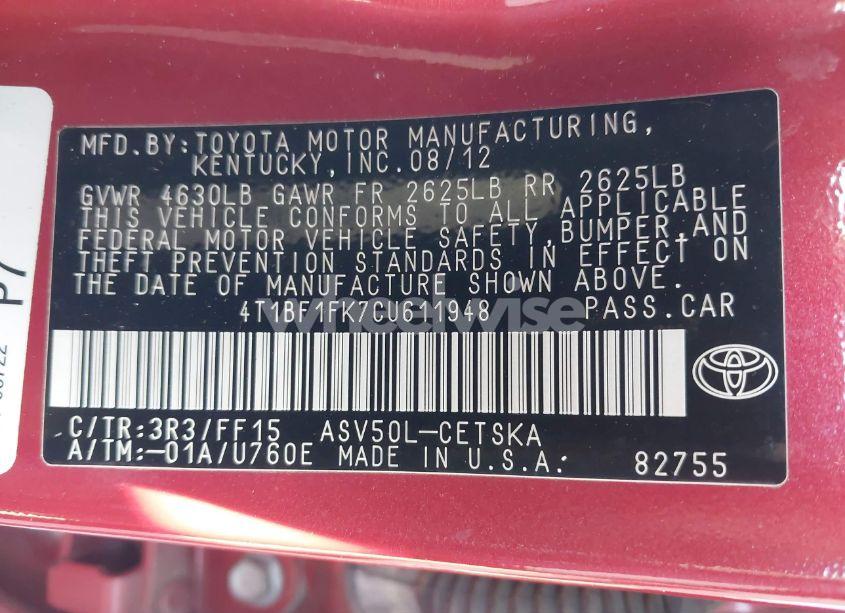 MFD. BY: TOYOTA MOTOR MANUFACTURING,
KENTUCKY, INC. 08/12
GVWR 4630LB GAWR FR 2625LB RR 2625LB
THIS VEHICLE CONFORMS TO ALL APPLICABLE
FEDERAL MOTOR VEHICLE SAFETY, BUMPER, AND
THEFT PREVENTION STANDARDS IN EFFECT ON
THE DATE OF MANUFACTURE SHOWN ABOVE.
PASS. CAR
wheelwise
C/TR: 3R3/FF15 ASV50L-CETSKA
A/TM: -01A/U760E MADE IN U.S.A. 82755
P7